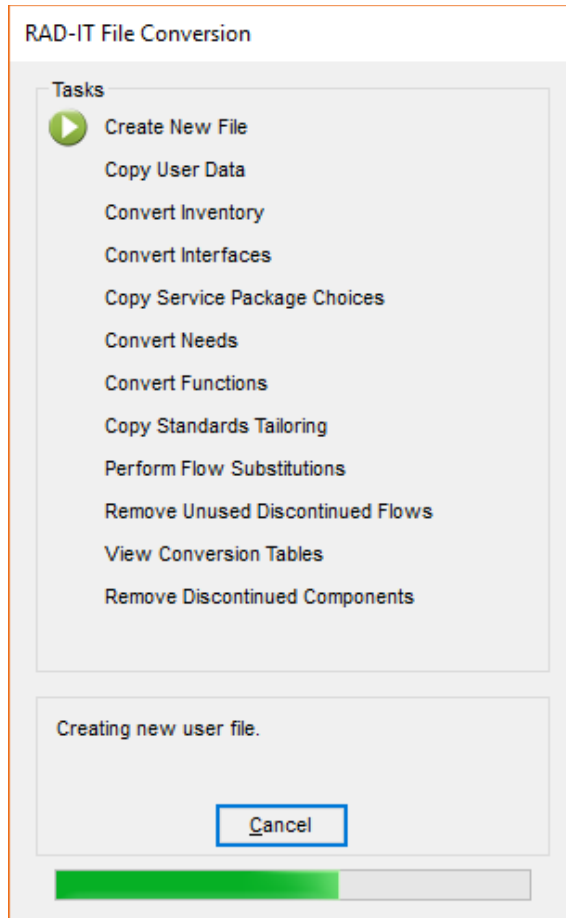 RAD-IT File Conversion
Tasks
Create New File
Copy User Data
Convert Inventory
Convert Interfaces
Copy Service Package Choices
Convert Needs
Convert Functions
Copy Standards Tailoring
Perform Flow Substitutions
Remove Unused Discontinued Flows
View Conversion Tables
Remove Discontinued Components
Creating new user file.
Cancel